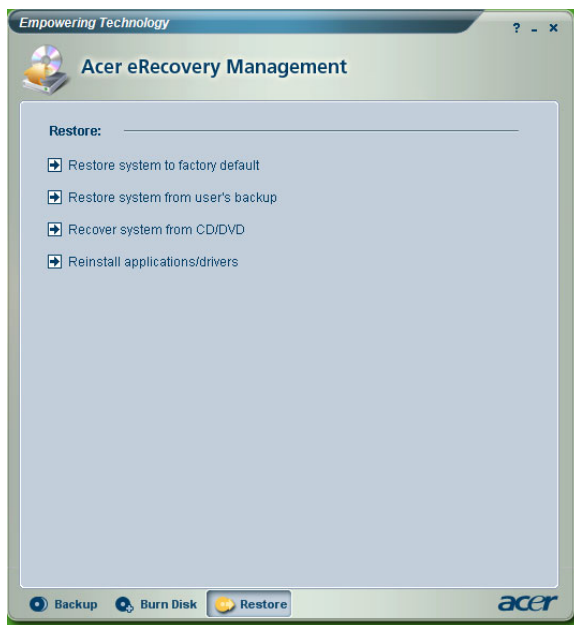 Empowering Technology
? - x
Acer eRecovery Management
Restore:
Restore system to factory default
Restore system from user's backup
Recover system from CD/DVD
Reinstall applications/drivers
Backup Burn Disk Restore acer